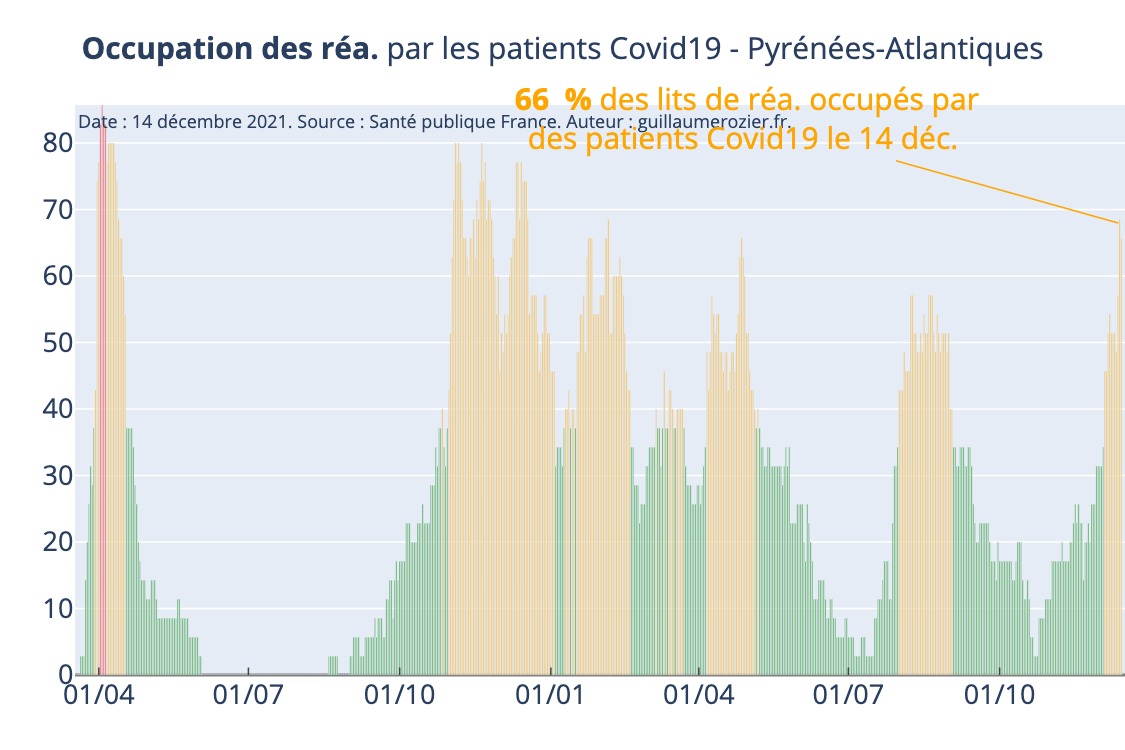 Occupation des réa. par les patients Covid19 - Pyrénées-Atlantiques
66 % des lits de réa. occupés par
Date : 14 décembre 2021. Source : Santé publique France. Auteur : guillaumerozier.fr,
des patients Covid19 le 14 déc.
80
70
60
50
40
30
20
10
0
01/04 01/07 01/10 01/01 01/04 01/07 01/10